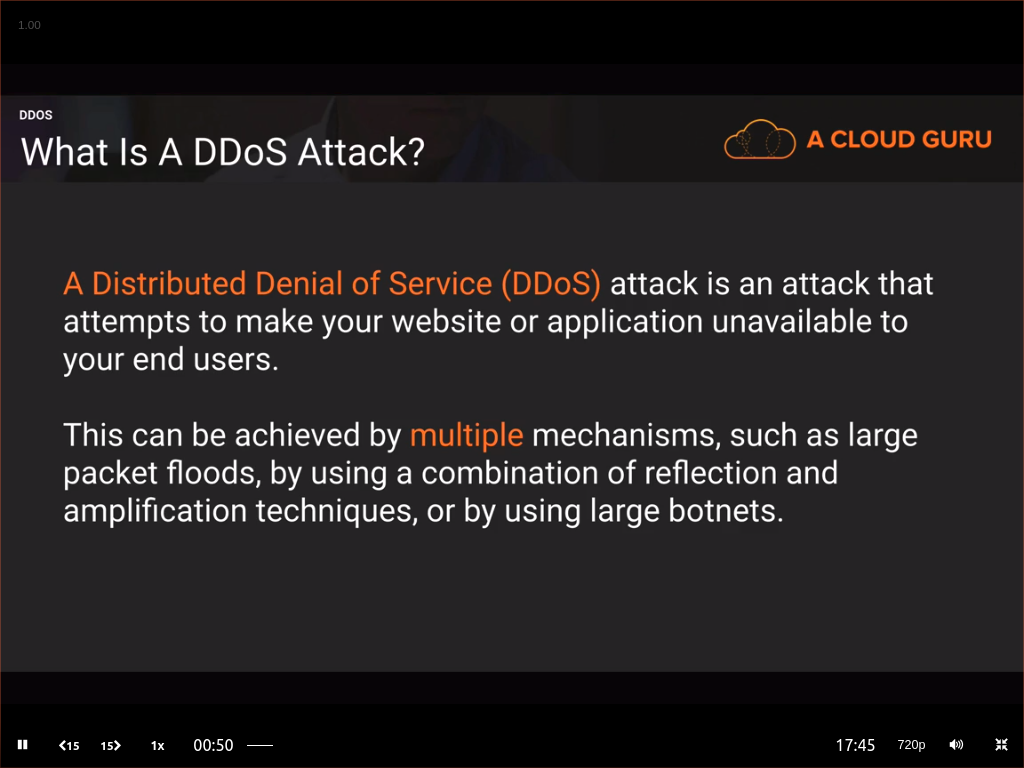 1.00
DDOS
What Is A DDoS Attack?
A CLOUD GURU
A Distributed Denial of Service (DDoS) attack is an attack that
attempts to make your website or application unavailable to
your end users.
This can be achieved by multiple mechanisms, such as large
packet floods, by using a combination of reflection and
amplification techniques, or by using large botnets.
15 15 1x 00:50 17:45 720p